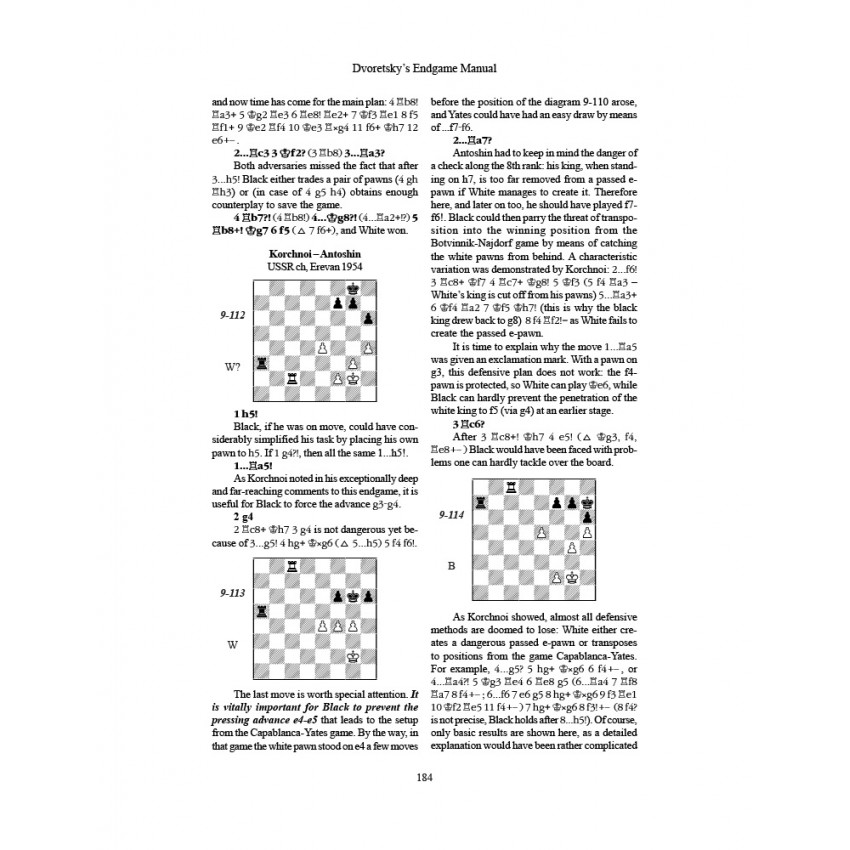 Dvoretsky's Endgame Manual
and now time has come for the main plan: 4 ♖b8!
♖a3+ 5 ♔g2 ♖e3 6 ♖e8! ♖e2+ 7 ♔f3 ♖e1 8 f5
♖f1+ 9 ♔e2 ♖f4 10 ♔e3 ♖×g4 11 f6+ ♔h7 12
e6+− .
2...♖c3 3 ♔f2? (3 ♖b8) 3...♖a3?
Both adversaries missed the fact that after
3...h5! Black either trades a pair of pawns (4 gh
♖h3) or (in case of 4 g5 h4) obtains enough
counterplay to save the game.
4 ♖b7?! (4 ♖b8!) 4...♔g8?! (4...♖a2+!?) 5
♖b8+! ♔g7 6 f5 (△ 7 f6+), and White won.
Korchnoi – Antoshin
USSR ch, Erevan 1954
9-112
W?
1 h5!
Black, if he was on move, could have con-
siderably simplified his task by placing his own
pawn to h5. If 1 g4?!, then all the same 1...h5!.
1...♖a5!
As Korchnoi noted in his exceptionally deep
and far-reaching comments to this endgame, it is
useful for Black to force the advance g3-g4.
2 g4
2 ♖c8+ ♔h7 3 g4 is not dangerous yet be-
cause of 3...g5! 4 hg+ ♔×g6 (△ 5...h5) 5 f4 f6!.
9-113
W
The last move is worth special attention. It
is vitally important for Black to prevent the
pressing advance e4-e5 that leads to the setup
from the Capablanca-Yates game. By the way, in
that game the white pawn stood on e4 a few moves
before the position of the diagram 9-110 arose,
and Yates could have had an easy draw by means
of ...f7-f6.
2...♖a7?
Antoshin had to keep in mind the danger of
a check along the 8th rank: his king, when stand-
ing on h7, is too far removed from a passed e-
pawn if White manages to create it. Therefore
here, and later on too, he should have played f7-
f6!. Black could then parry the threat of transpo-
sition into the winning position from the
Botvinnik-Najdorf game by means of catching
the white pawns from behind. A characteristic
variation was demonstrated by Korchnoi: 2...f6!
3 ♖c8+ ♔f7 4 ♖c7+ ♔g8! 5 ♔f3 (5 f4 ♖a3 –
White's king is cut off from his pawns) 5...♖a3+
6 ♔f4 ♖a2 7 ♔f5 ♔h7! (this is why the black
king drew back to g8) 8 f4 ♖f2!= as White fails to
create the passed e-pawn.
It is time to explain why the move 1...♖a5
was given an exclamation mark. With a pawn on
g3, this defensive plan does not work: the f4-
pawn is protected, so White can play ♔e6, while
Black can hardly prevent the penetration of the
white king to f5 (via g4) at an earlier stage.
3 ♖c6?
After 3 ♖c8+! ♔h7 4 e5! (△ ♔g3, f4,
♖e8+− ) Black would have been faced with prob-
lems one can hardly tackle over the board.
9-114
B
As Korchnoi showed, almost all defensive
methods are doomed to lose: White either cre-
ates a dangerous passed e-pawn or transposes
to positions from the game Capablanca-Yates.
For example, 4...g5? 5 hg+ ♔×g6 6 f4+−, or
4...♖a4?! 5 ♔g3 ♖e4 6 ♖e8 g5 (6...♖a4 7 ♖f8
♖a7 8 f4+− ; 6...f6 7 e6 g5 8 hg+ ♔×g6 9 f3 ♖e1
10 ♔f2 ♖e5 11 f4+− ) 7 hg+ ♔×g6 8 f3!+− (8 f4?
is not precise, Black holds after 8...h5!). Of course,
only basic results are shown here, as a detailed
explanation would have been rather complicated
184